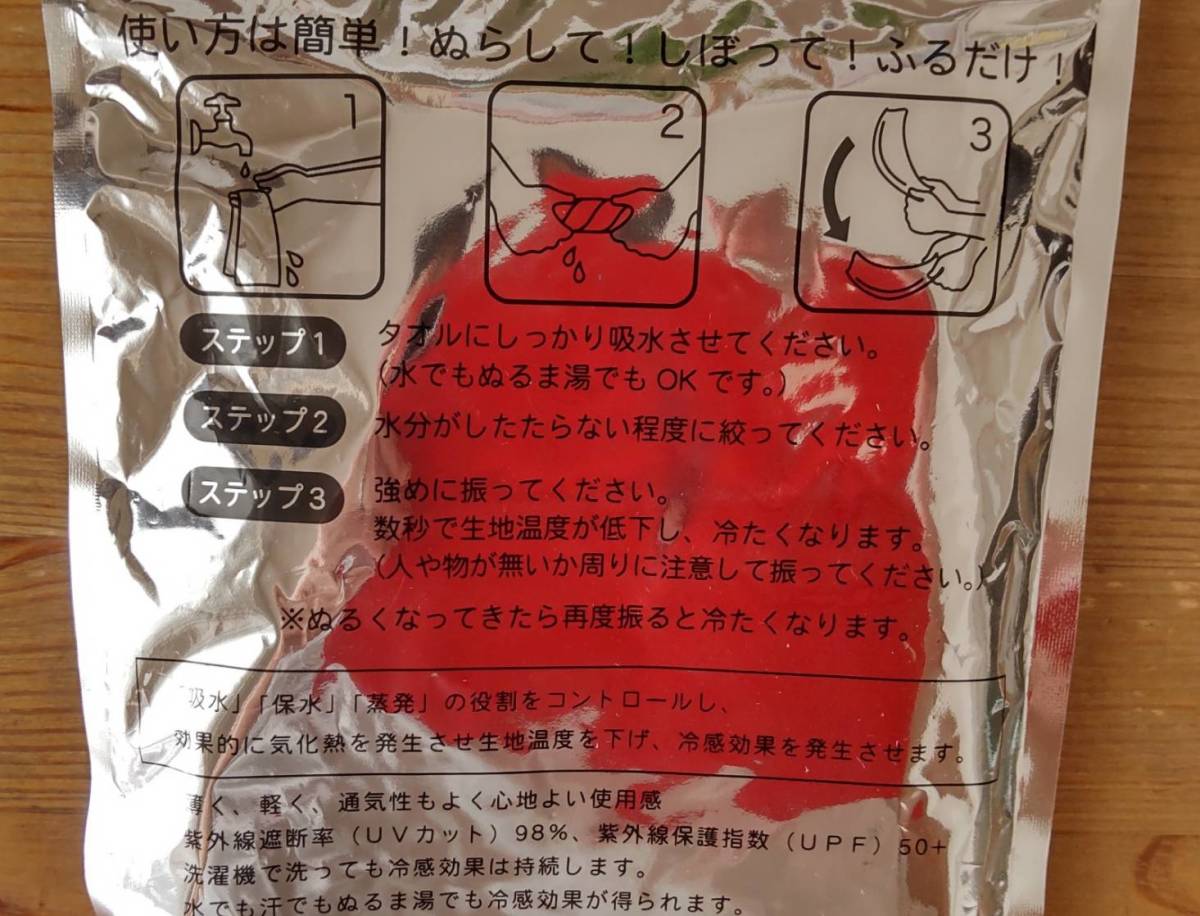 使い方は簡単!ぬらして!しぼって!ふるだけ!
1
2
3
ステップ1
タオルにしっかり吸水させてください。
(水でもぬるま湯でもOKです。)
ステップ2
水分がしたたらない程度に絞ってください。
ステップ3
強めに振ってください。
数秒で生地温度が低下し、冷たくなります。
(人や物が無いか周りに注意して振ってください。)
※ぬるくなってきたら再度振ると冷たくなります。
「吸水」「保水」「蒸発」の役割をコントロールし、
効果的に気化熱を発生させ生地温度を下げ、冷感効果を発生させます。
薄く、軽く、通気性もよく心地よい使用感
紫外線遮断率(UVカット)98%、紫外線保護指数(UPF)50+
洗濯機で洗っても冷感効果は持続します。
水でも汗でもぬるま湯でも冷感効果が得られます。